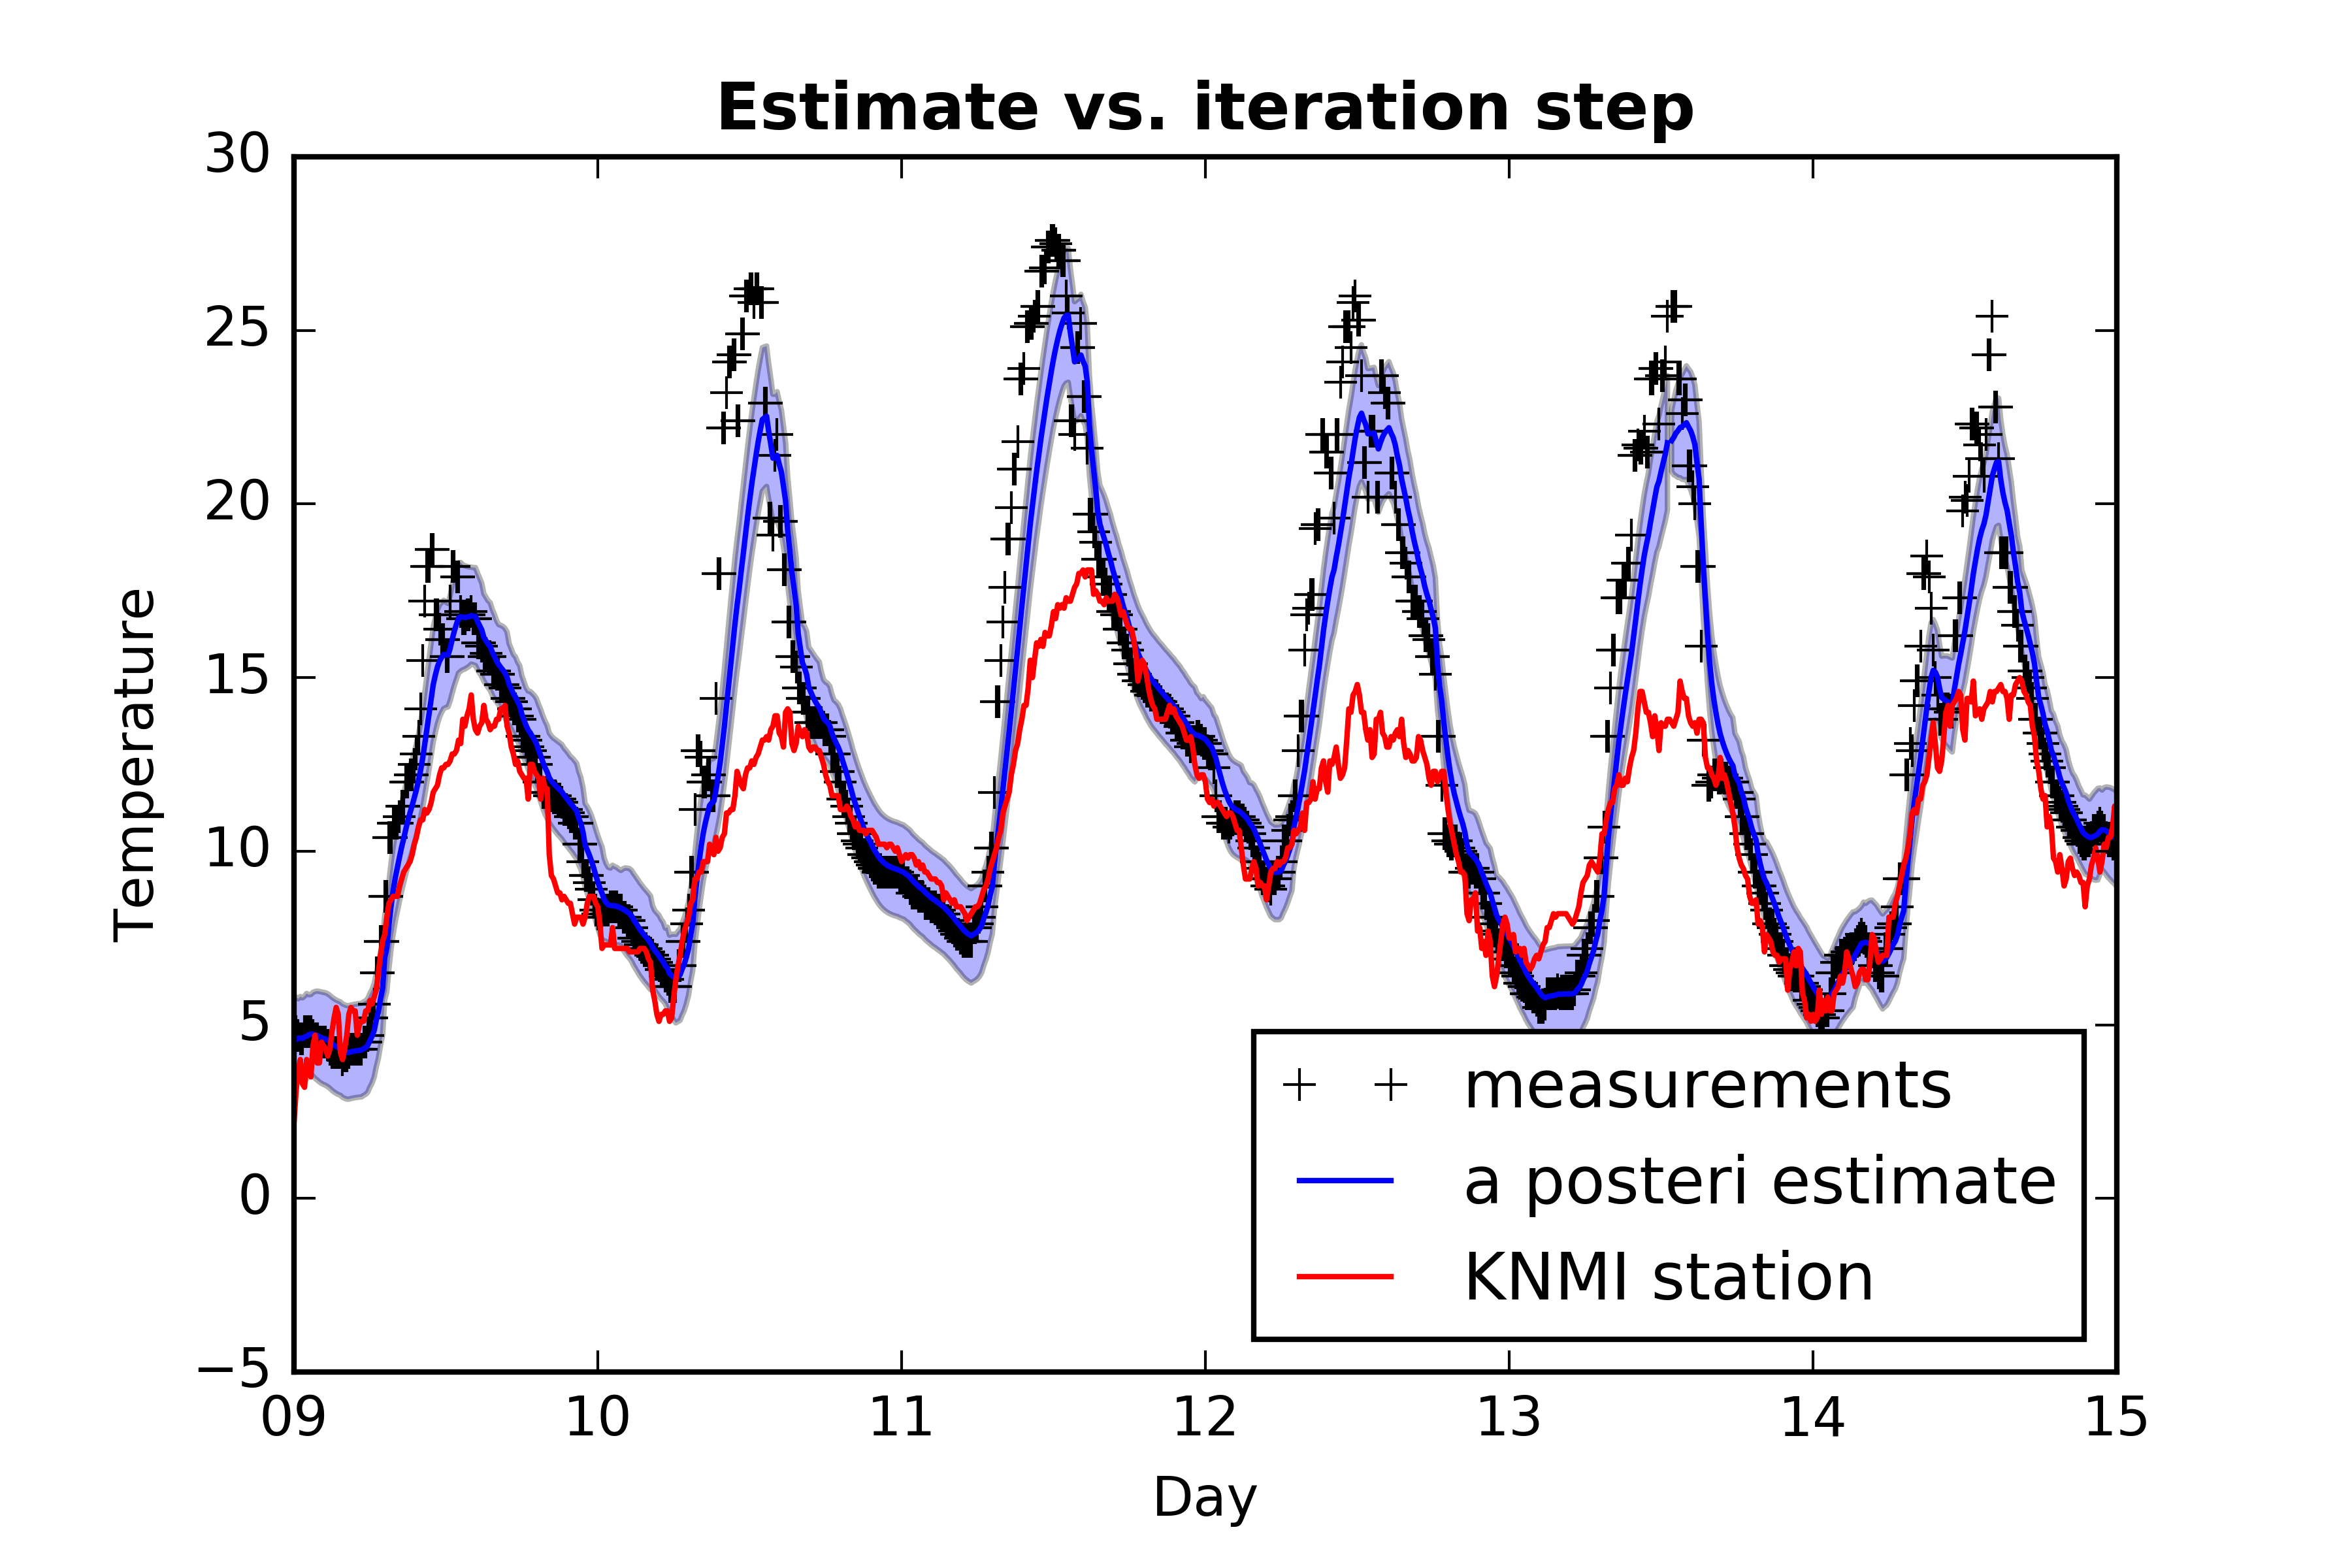 Estimate vs. iteration step
30
25
20
15
10
5
0
−5
Temperature
09 10 11 12 13 14 15
Day
measurements
a posteri estimate
KNMI station